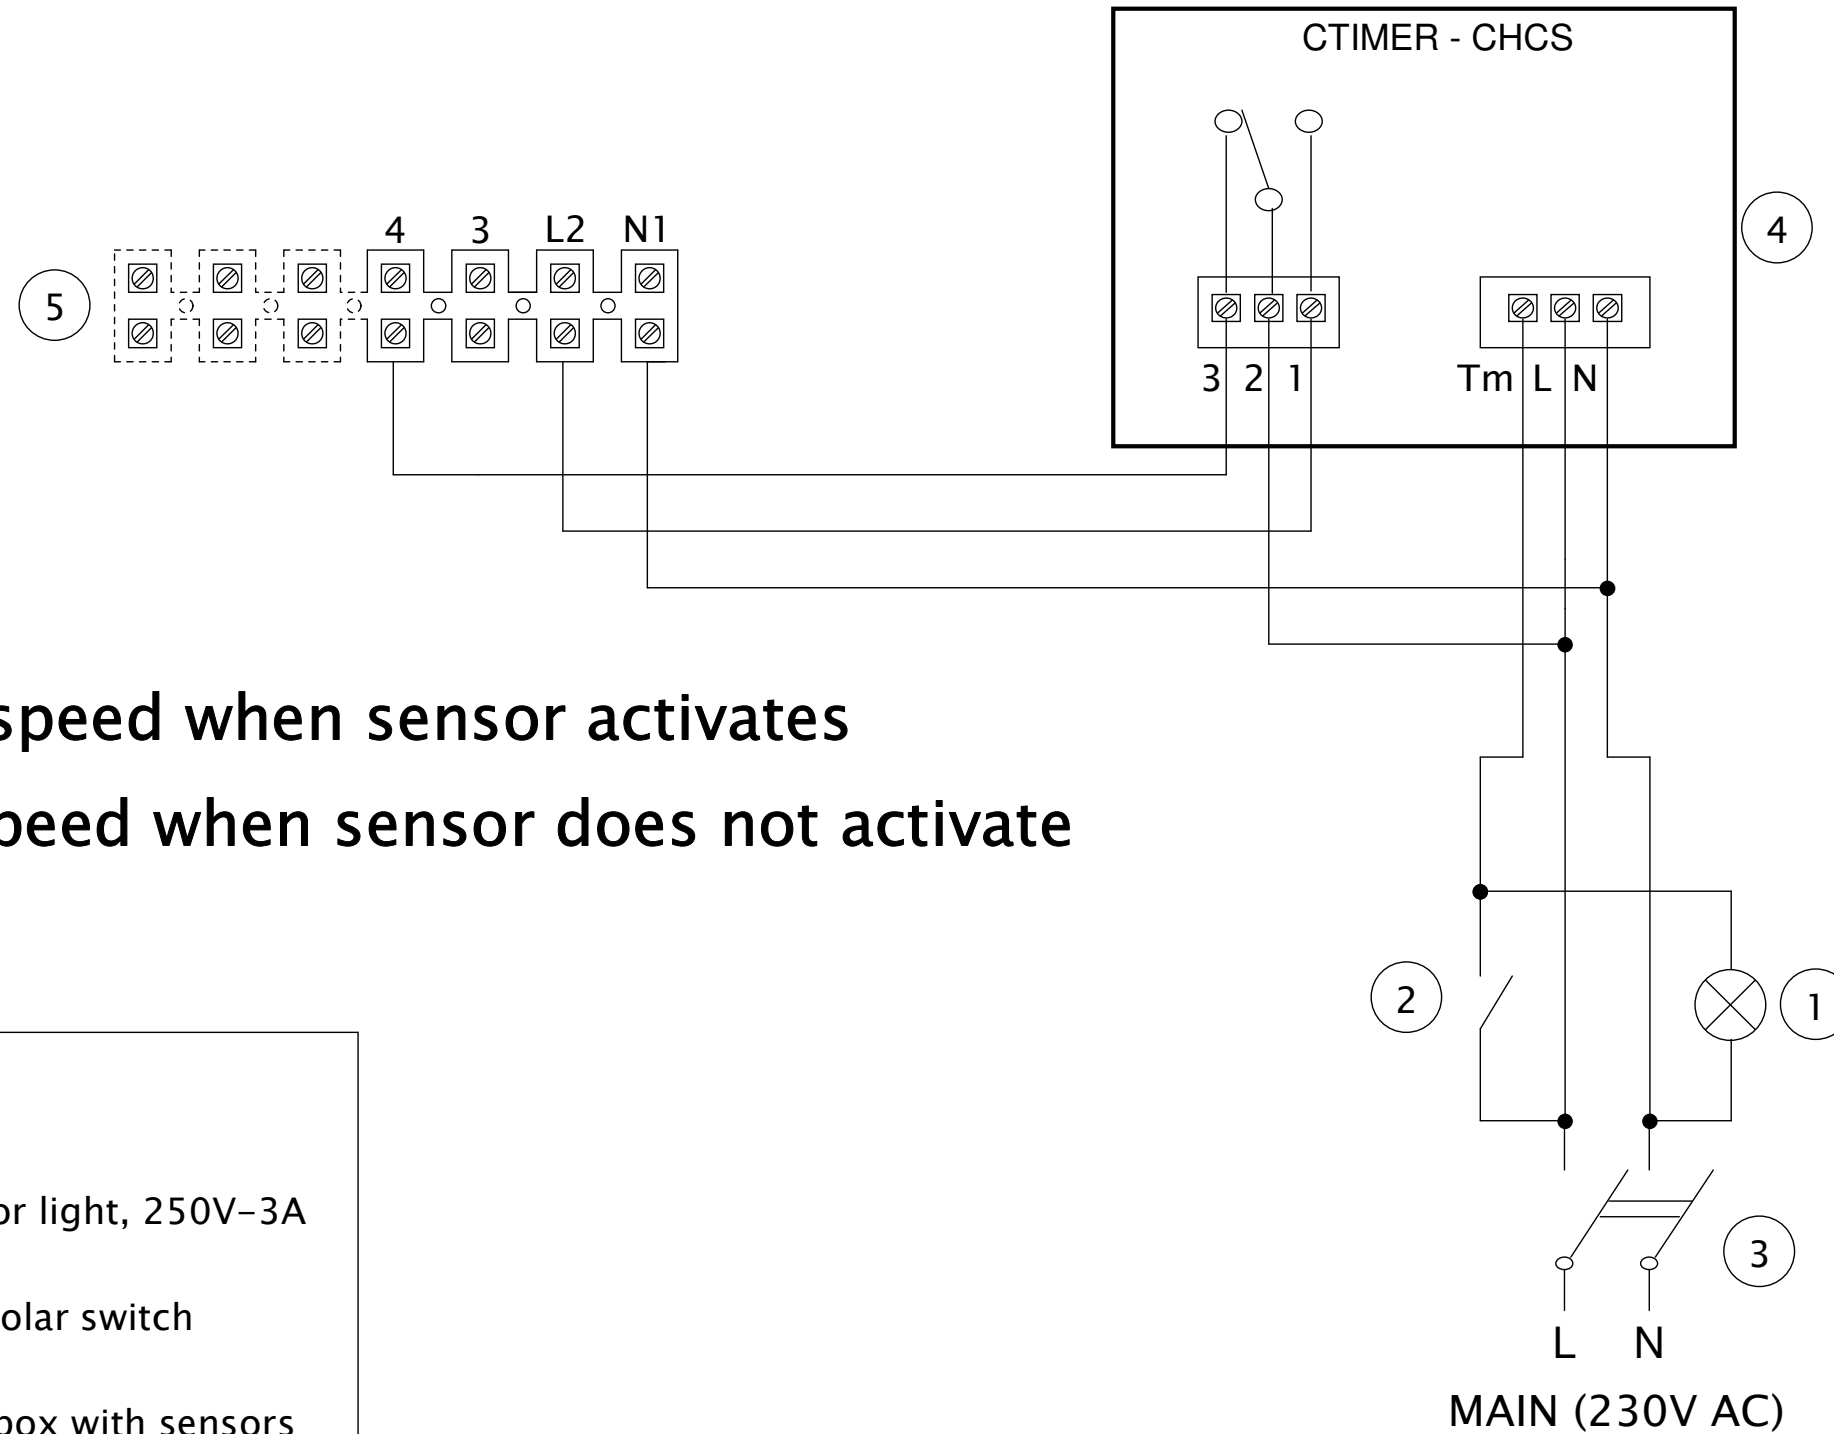 CTIMER - CHCS
4 3 L2 N1
4
5
3 2 1
Tm L N
speed when sensor activates
peed when sensor does not activate
2
1
or light, 250V-3A
3
olar switch
L N
MAIN (230V AC)
box with sensors